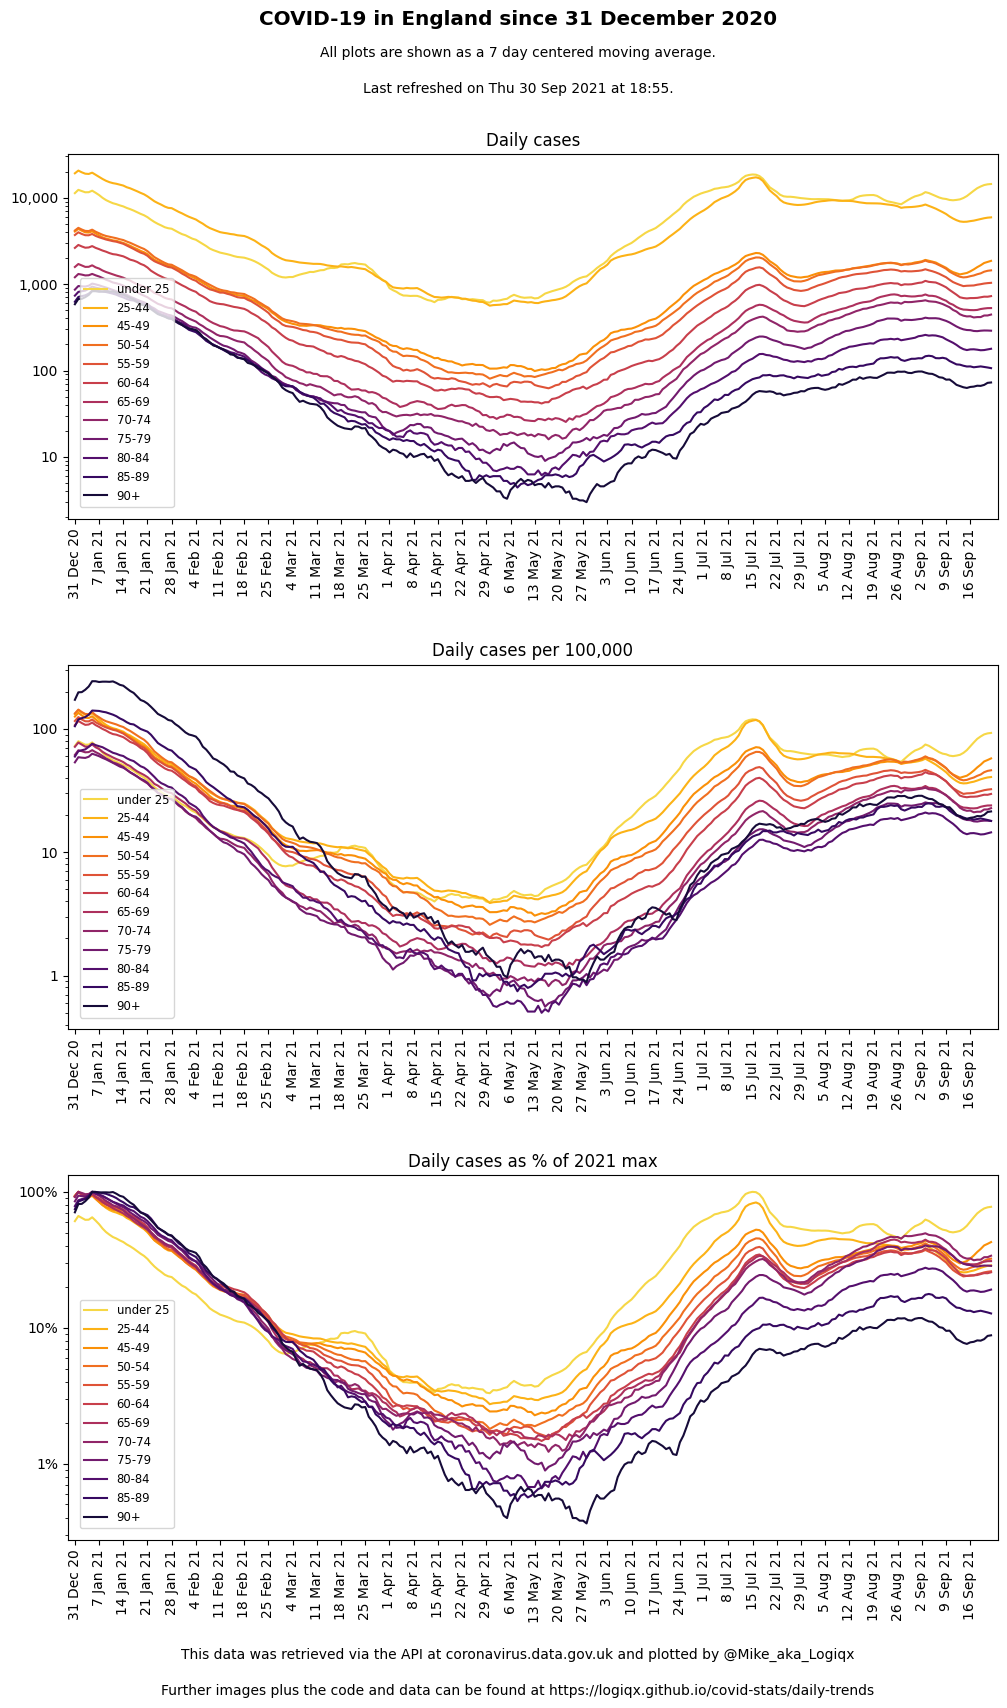 COVID-19 in England since 31 December 2020
All plots are shown as a 7 day centered moving average.
Last refreshed on Thu 30 Sep 2021 at 18:55.
Daily cases
10,000
1,000
100
10
under 25
25-44
45-49
50-54
55-59
60-64
65-69
70-74
75-79
80-84
85-89
90+
31 Dec 20
7 Jan 21
14 Jan 21
21 Jan 21
28 Jan 21
4 Feb 21
11 Feb 21
18 Feb 21
25 Feb 21
4 Mar 21
11 Mar 21
18 Mar 21
25 Mar 21
1 Apr 21
8 Apr 21
15 Apr 21
22 Apr 21
29 Apr 21
6 May 21
13 May 21
20 May 21
27 May 21
3 Jun 21
10 Jun 21
17 Jun 21
24 Jun 21
1 Jul 21
8 Jul 21
15 Jul 21
22 Jul 21
29 Jul 21
5 Aug 21
12 Aug 21
19 Aug 21
26 Aug 21
2 Sep 21
9 Sep 21
16 Sep 21
Daily cases per 100,000
100
10
1
under 25
25-44
45-49
50-54
55-59
60-64
65-69
70-74
75-79
80-84
85-89
90+
31 Dec 20
7 Jan 21
14 Jan 21
21 Jan 21
28 Jan 21
4 Feb 21
11 Feb 21
18 Feb 21
25 Feb 21
4 Mar 21
11 Mar 21
18 Mar 21
25 Mar 21
1 Apr 21
8 Apr 21
15 Apr 21
22 Apr 21
29 Apr 21
6 May 21
13 May 21
20 May 21
27 May 21
3 Jun 21
10 Jun 21
17 Jun 21
24 Jun 21
1 Jul 21
8 Jul 21
15 Jul 21
22 Jul 21
29 Jul 21
5 Aug 21
12 Aug 21
19 Aug 21
26 Aug 21
2 Sep 21
9 Sep 21
16 Sep 21
Daily cases as % of 2021 max
100%
10%
1%
under 25
25-44
45-49
50-54
55-59
60-64
65-69
70-74
75-79
80-84
85-89
90+
31 Dec 20
7 Jan 21
14 Jan 21
21 Jan 21
28 Jan 21
4 Feb 21
11 Feb 21
18 Feb 21
25 Feb 21
4 Mar 21
11 Mar 21
18 Mar 21
25 Mar 21
1 Apr 21
8 Apr 21
15 Apr 21
22 Apr 21
29 Apr 21
6 May 21
13 May 21
20 May 21
27 May 21
3 Jun 21
10 Jun 21
17 Jun 21
24 Jun 21
1 Jul 21
8 Jul 21
15 Jul 21
22 Jul 21
29 Jul 21
5 Aug 21
12 Aug 21
19 Aug 21
26 Aug 21
2 Sep 21
9 Sep 21
16 Sep 21
This data was retrieved via the API at coronavirus.data.gov.uk and plotted by @Mike_aka_Logiqx
Further images plus the code and data can be found at https://logiqx.github.io/covid-stats/daily-trends